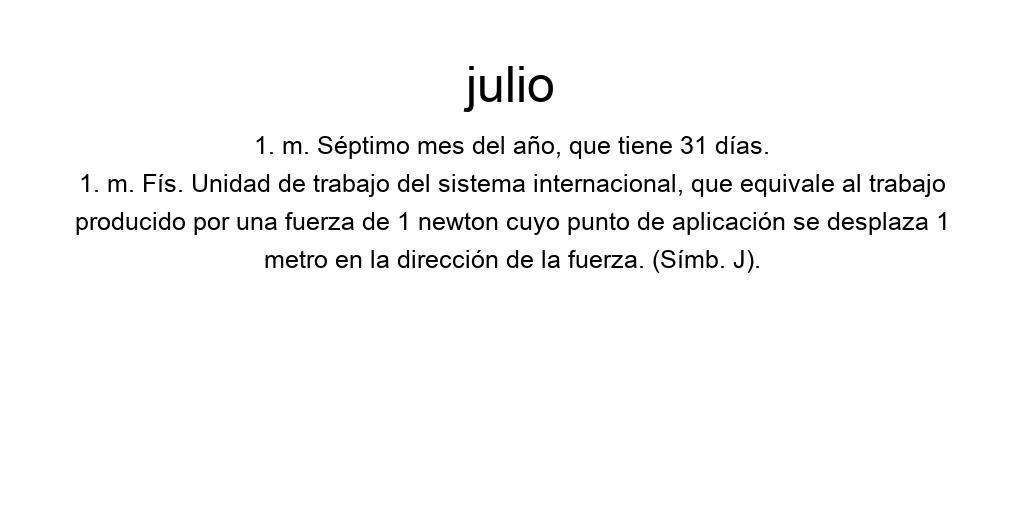 julio
1. m. Séptimo mes del año, que tiene 31 días.
1. m. Fís. Unidad de trabajo del sistema internacional, que equivale al trabajo
producido por una fuerza de 1 newton cuyo punto de aplicación se desplaza 1
metro en la dirección de la fuerza. (Símb. J).